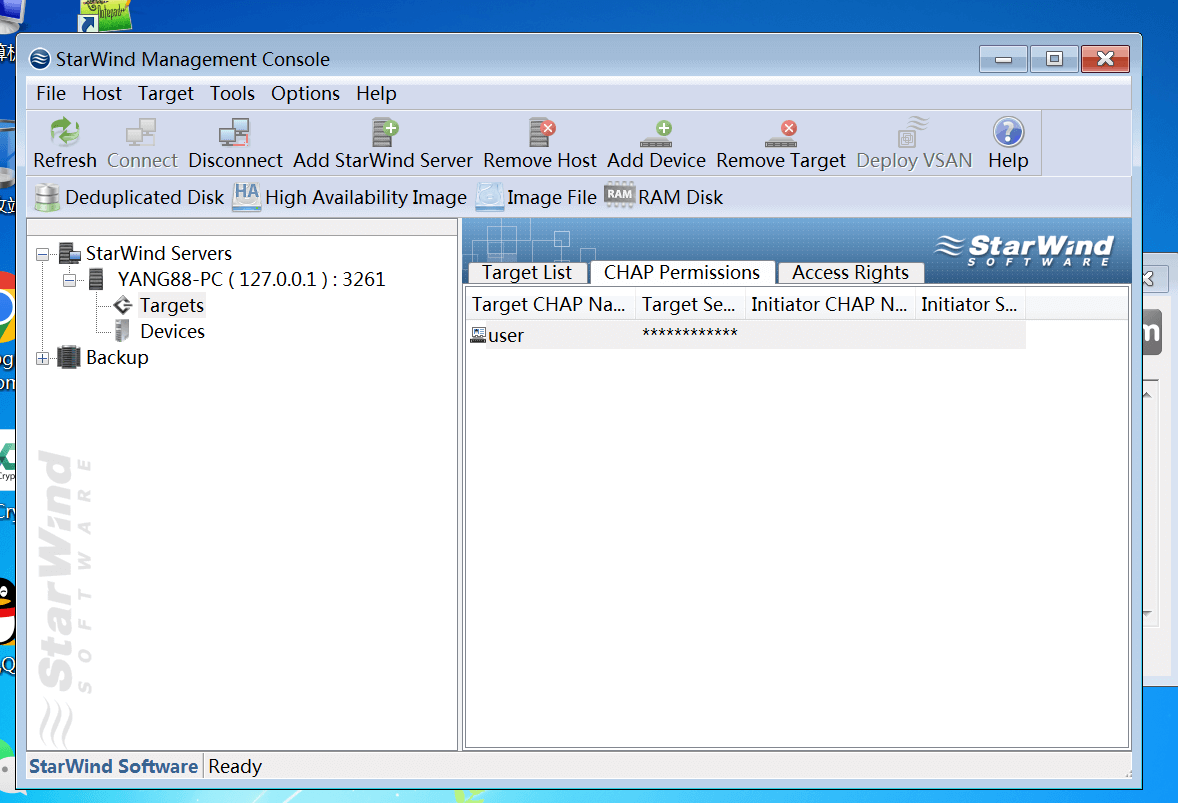 StarWind Management Console
File Host Target Tools Options Help
Refresh Connect Disconnect Add StarWind Server Remove Host Add Device Remove Target Deploy VSAN Help
Deduplicated Disk HA High Availability Image Image File RAM RAM Disk
StarWind Servers
YANG88-PC ( 127.0.0.1 ) : 3261
Targets
Devices
Backup
StarWind
SOFTWARE
StarWind
SOFTWARE
Target List CHAP Permissions Access Rights
Target CHAP Na... Target Se... Initiator CHAP N... Initiator S...
user ************
StarWind Software Ready